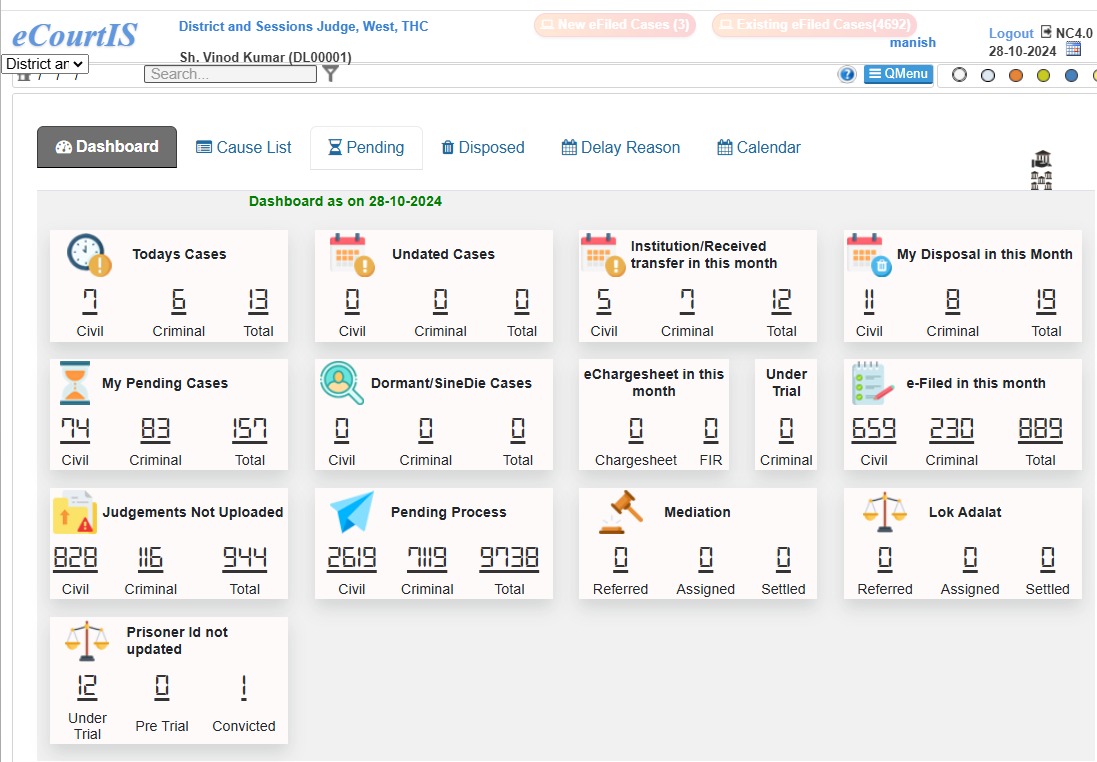 eCourtIS
District and Sessions Judge, West, THC
New eFiled Cases (3)
Existing eFiled Cases(4692)
manish
Logout NC4.0
28-10-2024
Sh. Vinod Kumar (DL00001)
District ar
Search...
QMenu
Dashboard
Cause List
Pending
Disposed
Delay Reason
Calendar
Dashboard as on 28-10-2024
Todays Cases
7 6 13
Civil Criminal Total
Undated Cases
0 0 0
Civil Criminal Total
Institution/Received
transfer in this month
5 7 12
Civil Criminal Total
My Disposal in this Month
11 8 19
Civil Criminal Total
My Pending Cases
74 83 157
Civil Criminal Total
Dormant/SineDie Cases
0 0 0
Civil Criminal Total
eChargesheet in this
month
0 0
Chargesheet FIR
Under
Trial
0
Criminal
e-Filed in this month
659 230 889
Civil Criminal Total
Judgements Not Uploaded
828 116 944
Civil Criminal Total
Pending Process
2619 7119 9738
Civil Criminal Total
Mediation
0 0 0
Referred Assigned Settled
Lok Adalat
0 0 0
Referred Assigned Settled
Prisoner Id not
updated
12 0 1
Under
Trial
Pre Trial
Convicted